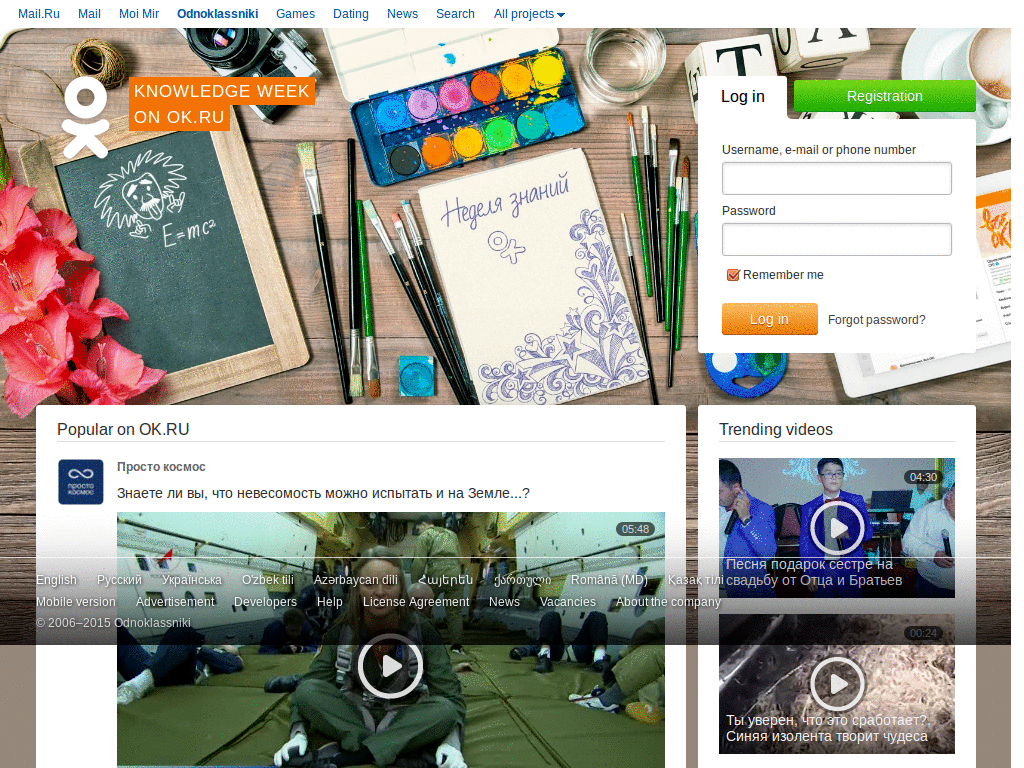 Mail.Ru Mail Moi Mir Odnoklassniki Games Dating News Search All projects
KNOWLEDGE WEEK
ON OK.RU
E=mc²
Неделя знаний
Log in Registration
Username, e-mail or phone number
Password
Remember me
Log in Forgot password?
Popular on OK.RU
просто космос
Просто космос
Знаете ли вы, что невесомость можно испытать и на Земле...?
05:48
Trending videos
04:30
Песня подарок сестре на
свадьбу от Отца и Братьев
00:24
Ты уверен, что это сработает?.
Синяя изолента творит чудеса
English Русский Українська O'zbek tili Azərbaycan dili Հայերեն ქართული Română (MD) Қазақ тілі
Mobile version Advertisement Developers Help License Agreement News Vacancies About the company
© 2006–2015 Odnoklassniki